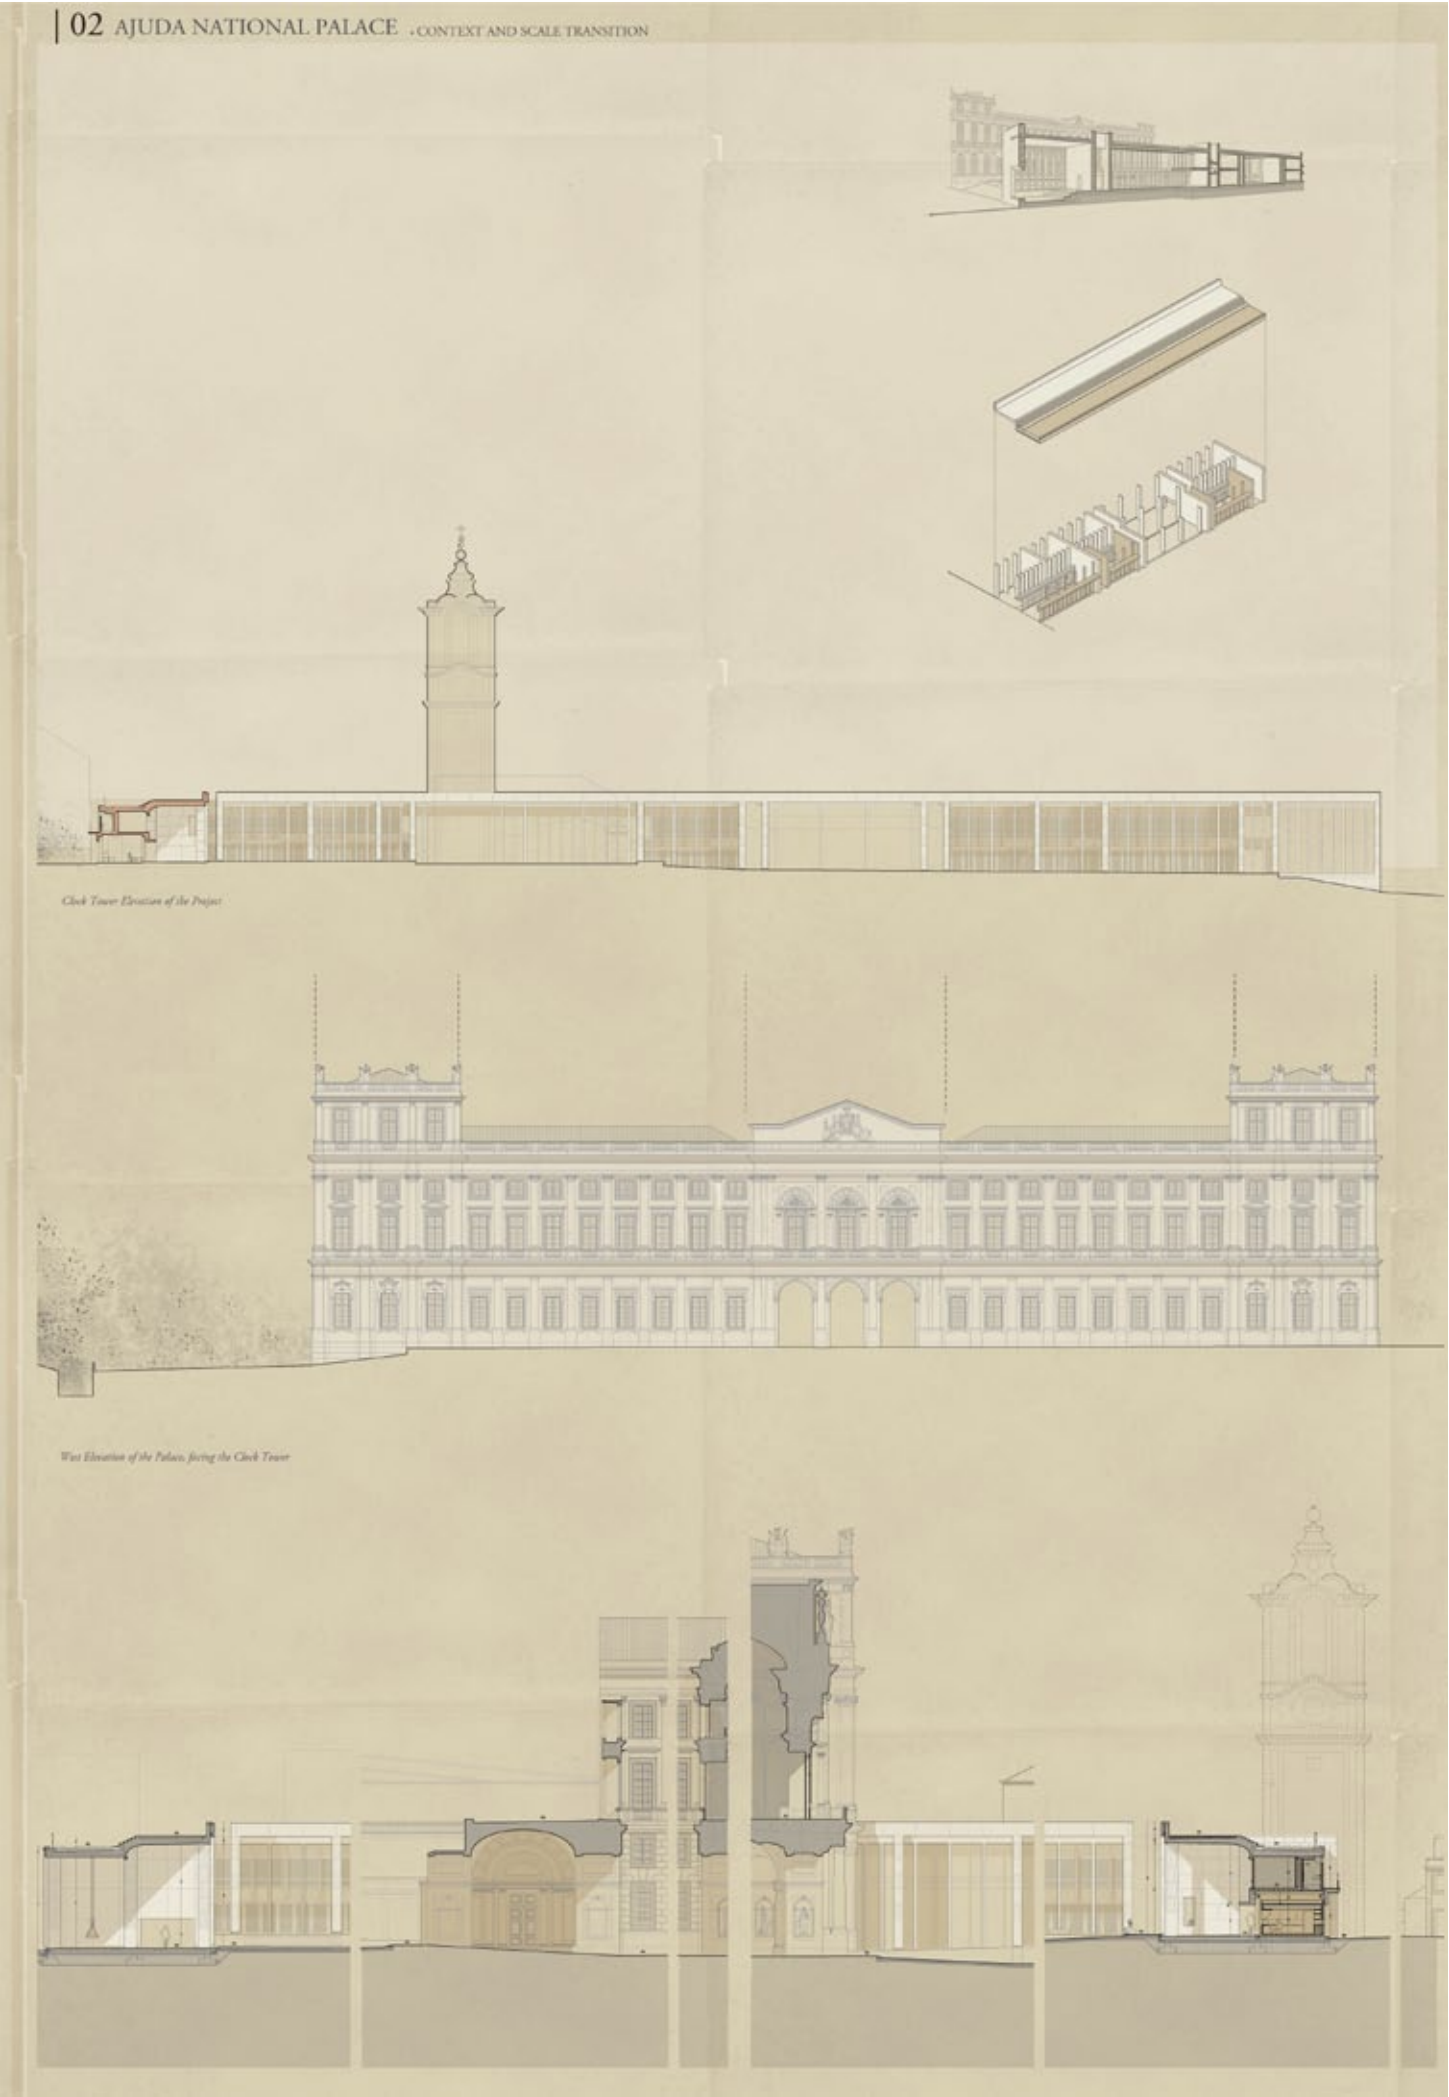 | 02 AJUDA NATIONAL PALACE . CONTEXT AND SCALE TRANSITION
Clock Tower Elevation of the Project
West Elevation of the Palace, facing the Clock Tower